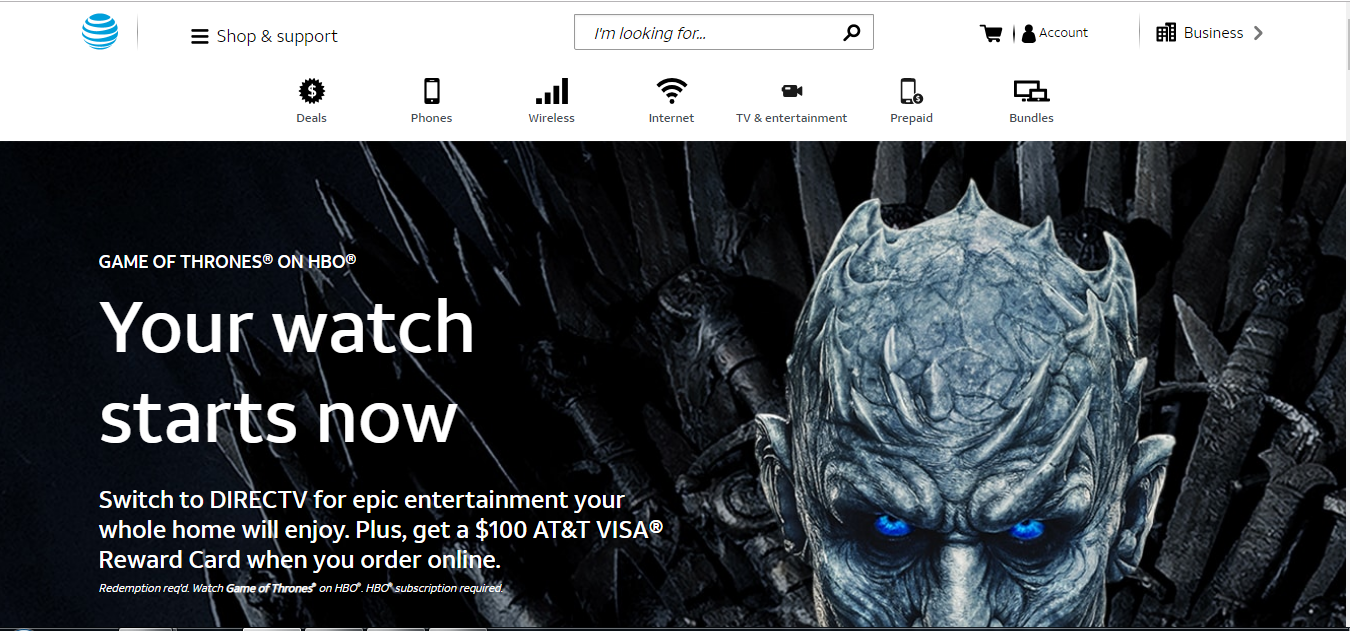 Shop & support
I'm looking for...
Account
Business
Deals
Phones
Wireless
Internet
TV & entertainment
Prepaid
Bundles
GAME OF THRONES® ON HBO®
Your watch
starts now
Switch to DIRECTV for epic entertainment your
whole home will enjoy. Plus, get a $100 AT&T VISA®
Reward Card when you order online.
Redemption req'd. Watch Game of Thrones® on HBO®. HBO® subscription required.